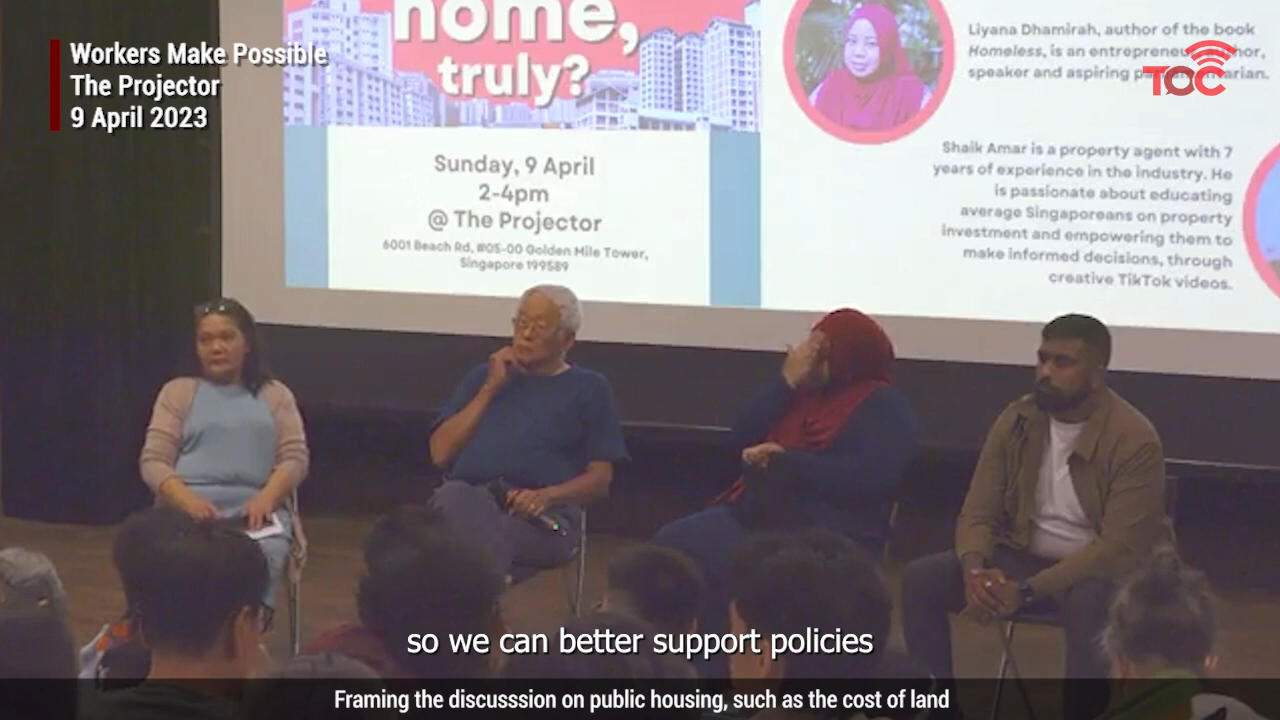 Workers Make Possible
The Projector
9 April 2023
home,
truly?
Sunday, 9 April
2-4pm
@ The Projector
6001 Beach Rd, #05-00 Golden Mile Tower,
Singapore 199589
Liyana Dhamirah, author of the book
Homeless, is an
speaker and aspiring
TOC
Shaik Amar is a property agent with 7
years of experience in the industry. He
is passionate about educating
average Singaporeans on property
investment and empowering them to
make informed decisions, through
creative TikTok videos.
so we can better support policies
Framing the discusssion on public housing, such as the cost of land